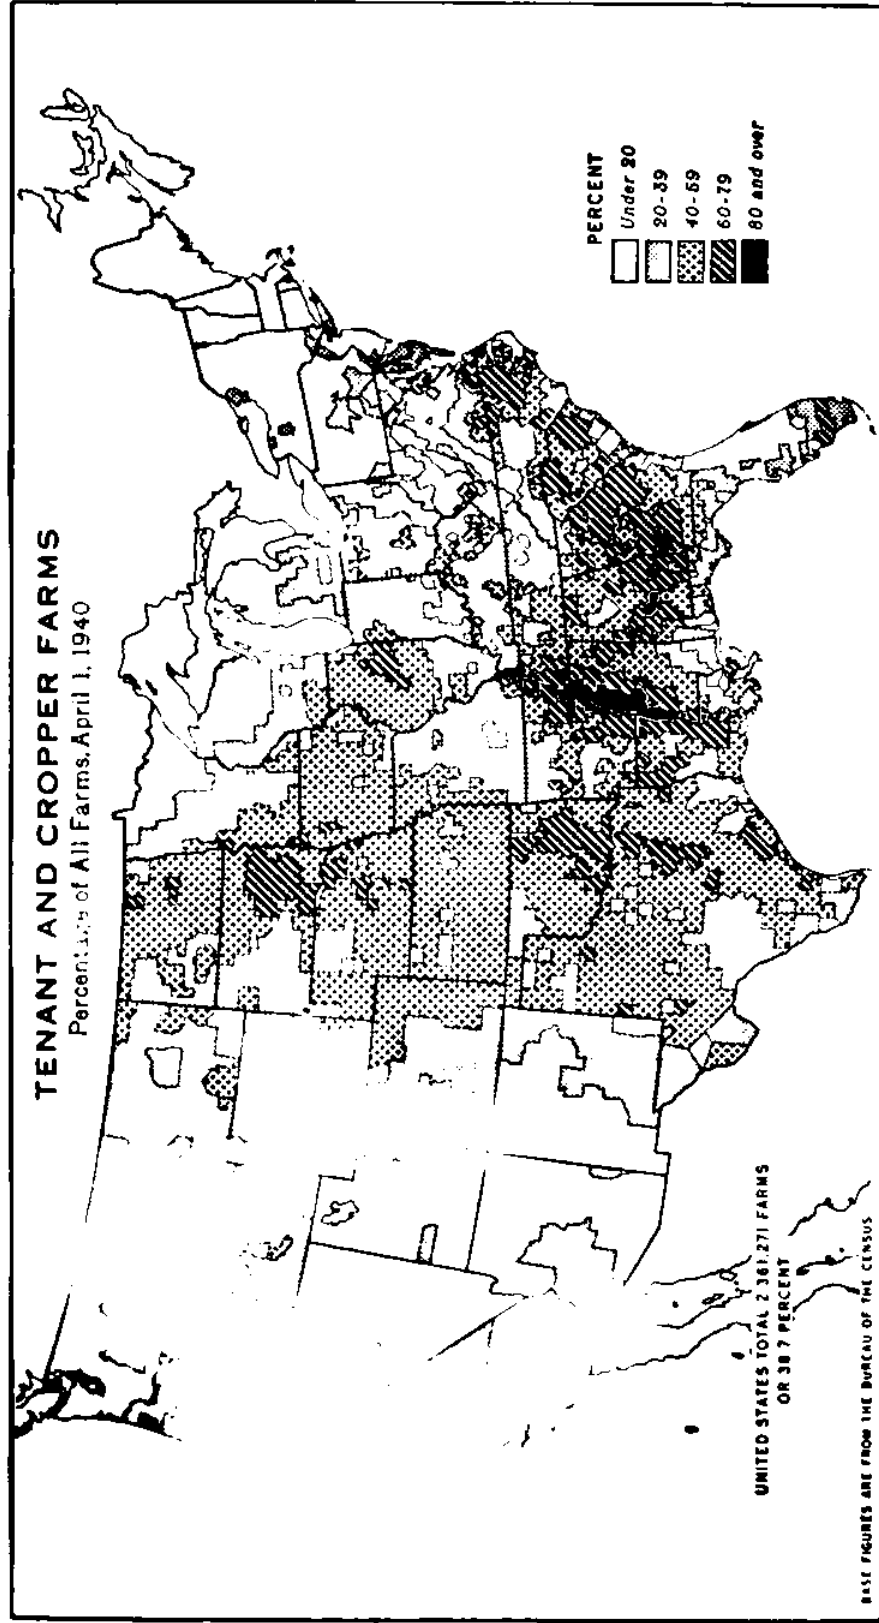 TENANT AND CROPPER FARMS
Percentage of All Farms, April 1, 1940
PERCENT
Under 20
20-39
40-59
60-79
80 and over
UNITED STATES TOTAL 2 361,271 FARMS
OR 38 7 PERCENT
BASE FIGURES ARE FROM THE BUREAU OF THE CENSUS